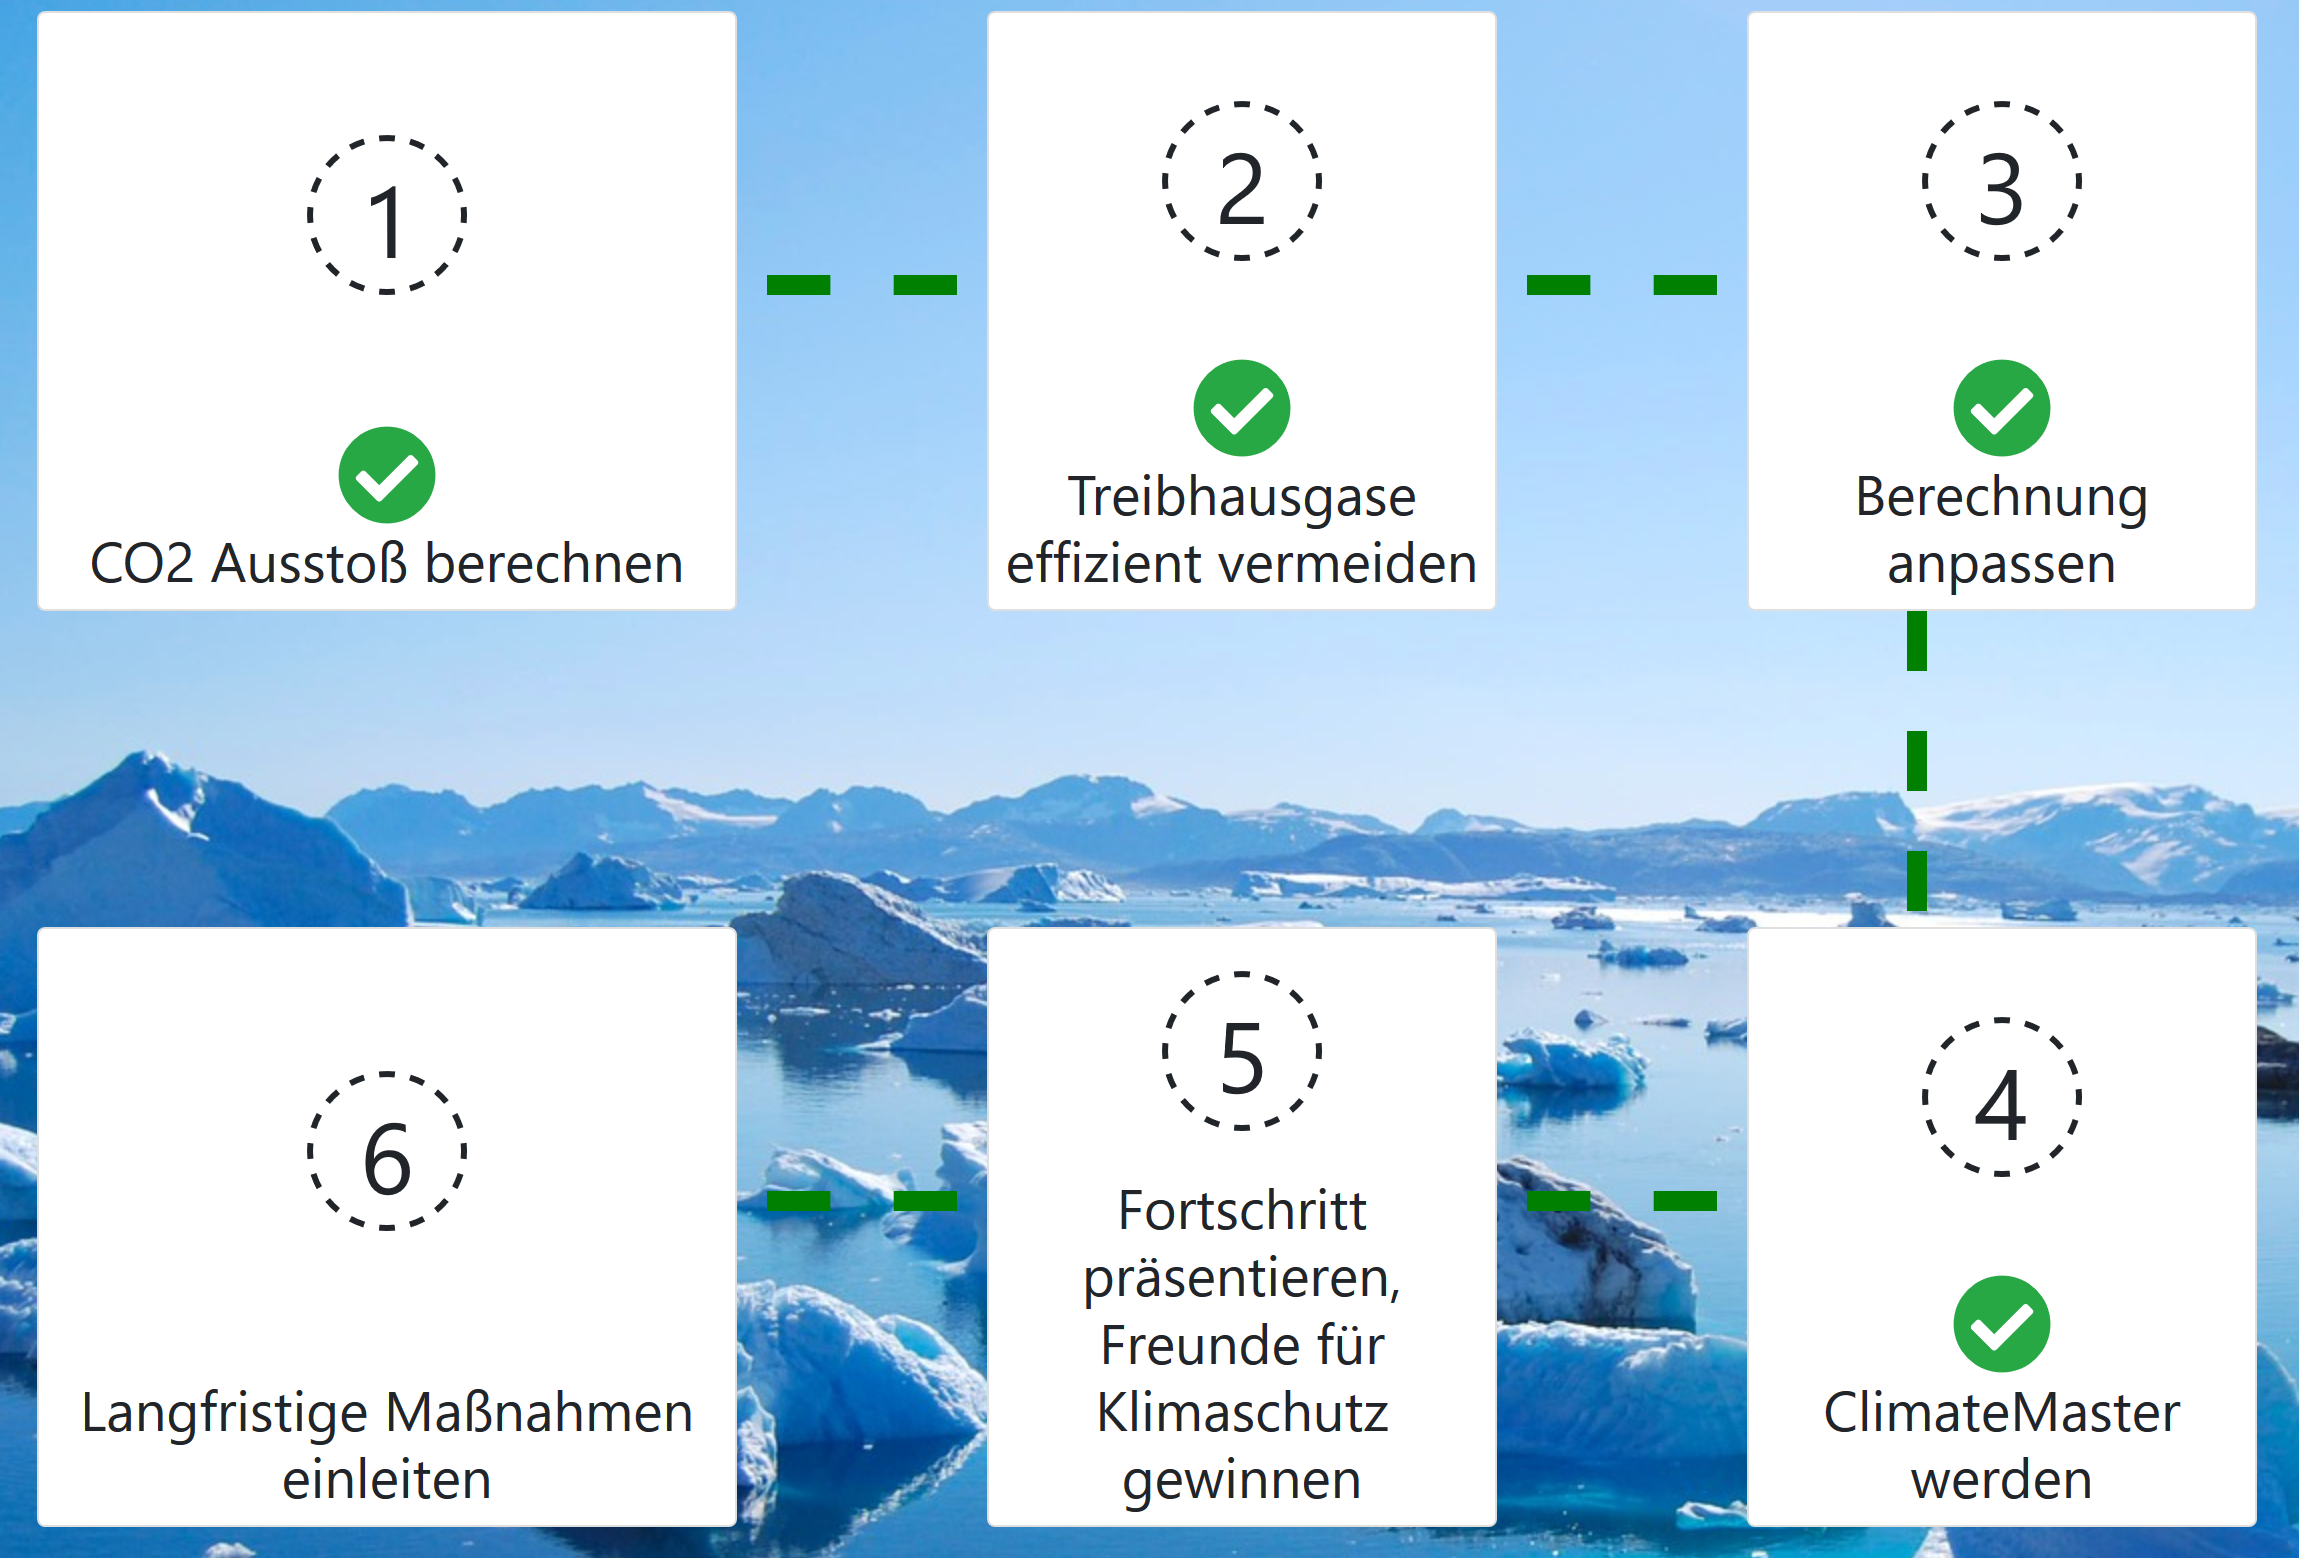 1
CO2 Ausstoß berechnen
2
Treibhausgase
effizient vermeiden
3
Berechnung
anpassen
4
ClimateMaster
werden
5
Fortschritt
präsentieren,
Freunde für
Klimaschutz
gewinnen
6
Langfristige Maßnahmen
einleiten